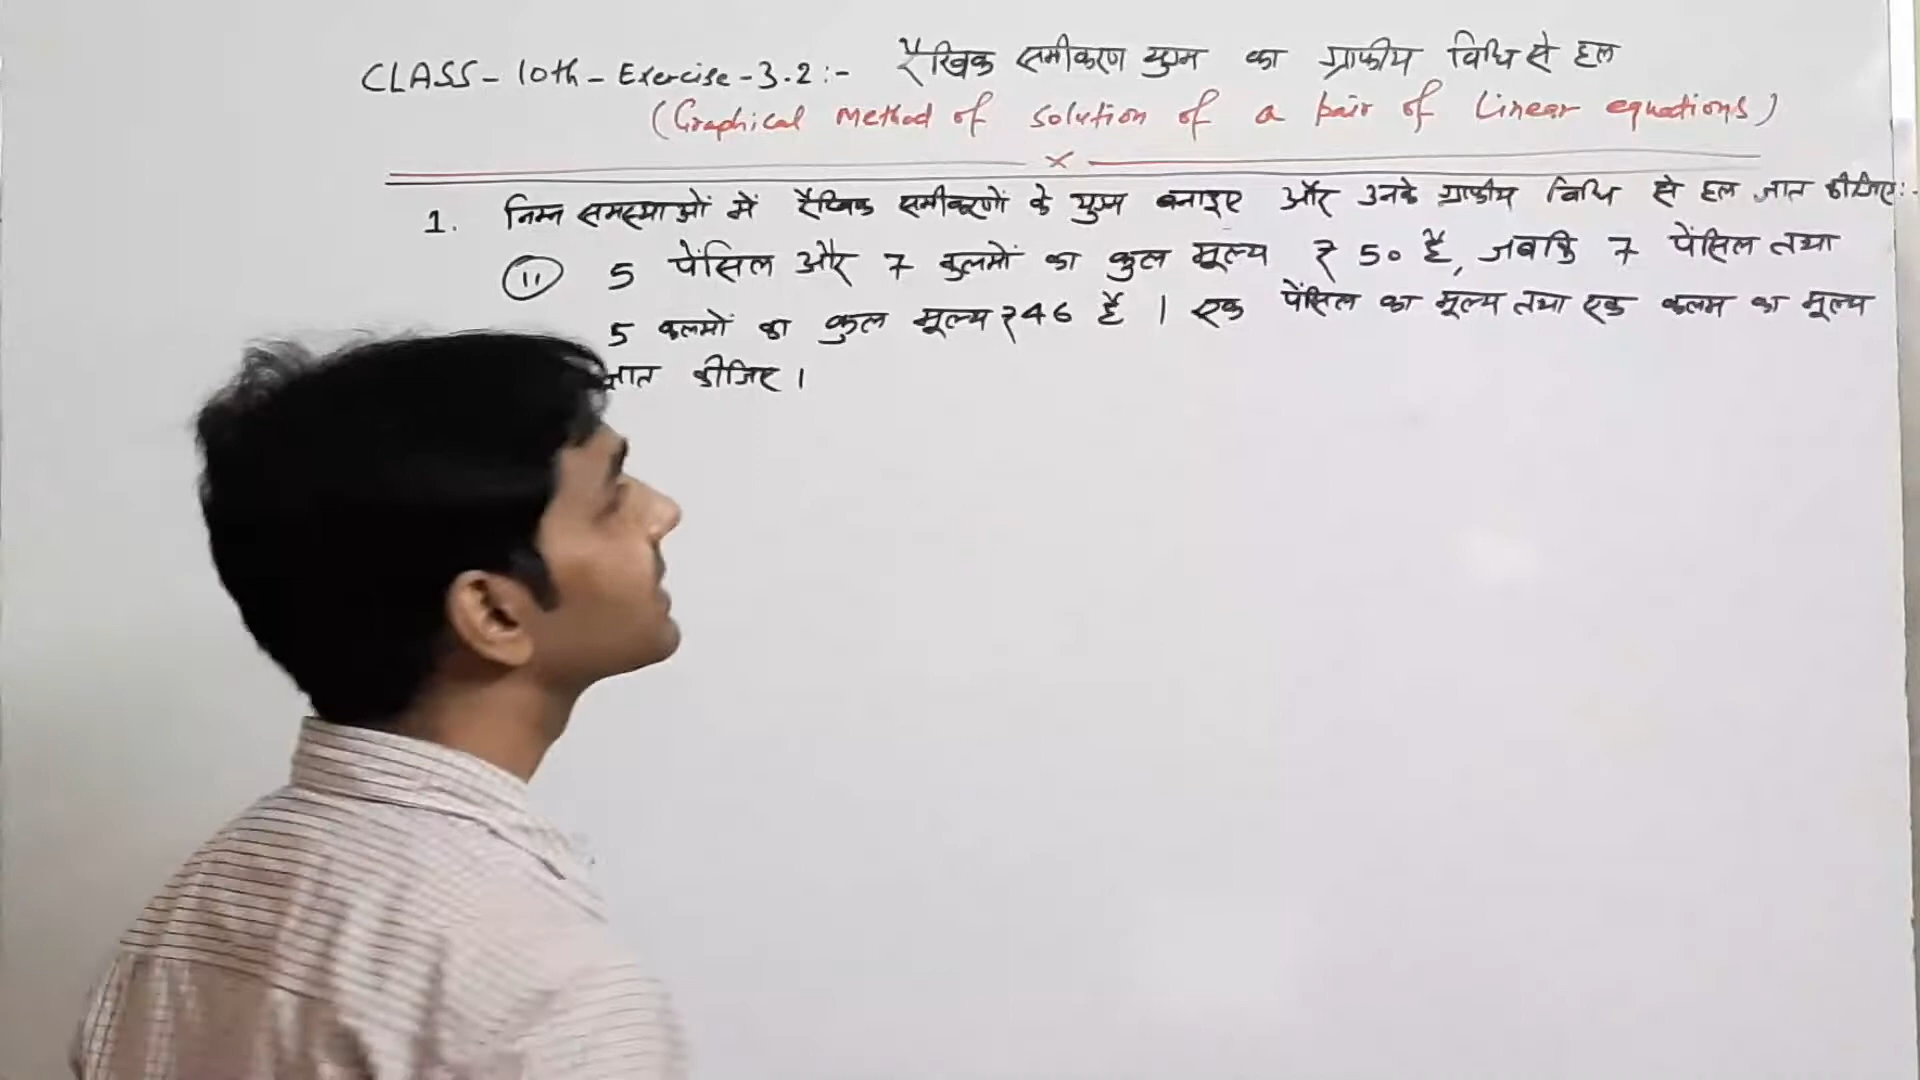 CLASS-10th-Exercise-3.2:- रैखिक समीकरण युग्म का ग्राफीय विधि से हल
(Graphical method of solution of a pair of Linear equations)
x
1. निम्न समस्याओं में रैखिक समीकरणों के युग्म बनाइए और उनके ग्राफीय विधि से हल ज्ञात कीजिए:-
(ii) 5 पेंसिल और 7 कलमों का कुल मूल्य ₹ 50 है, जबकि 7 पेंसिल तथा
5 कलमों का कुल मूल्य ₹46 है । एक पेंसिल का मूल्य तथा एक कलम का मूल्य
ज्ञात कीजिए ।